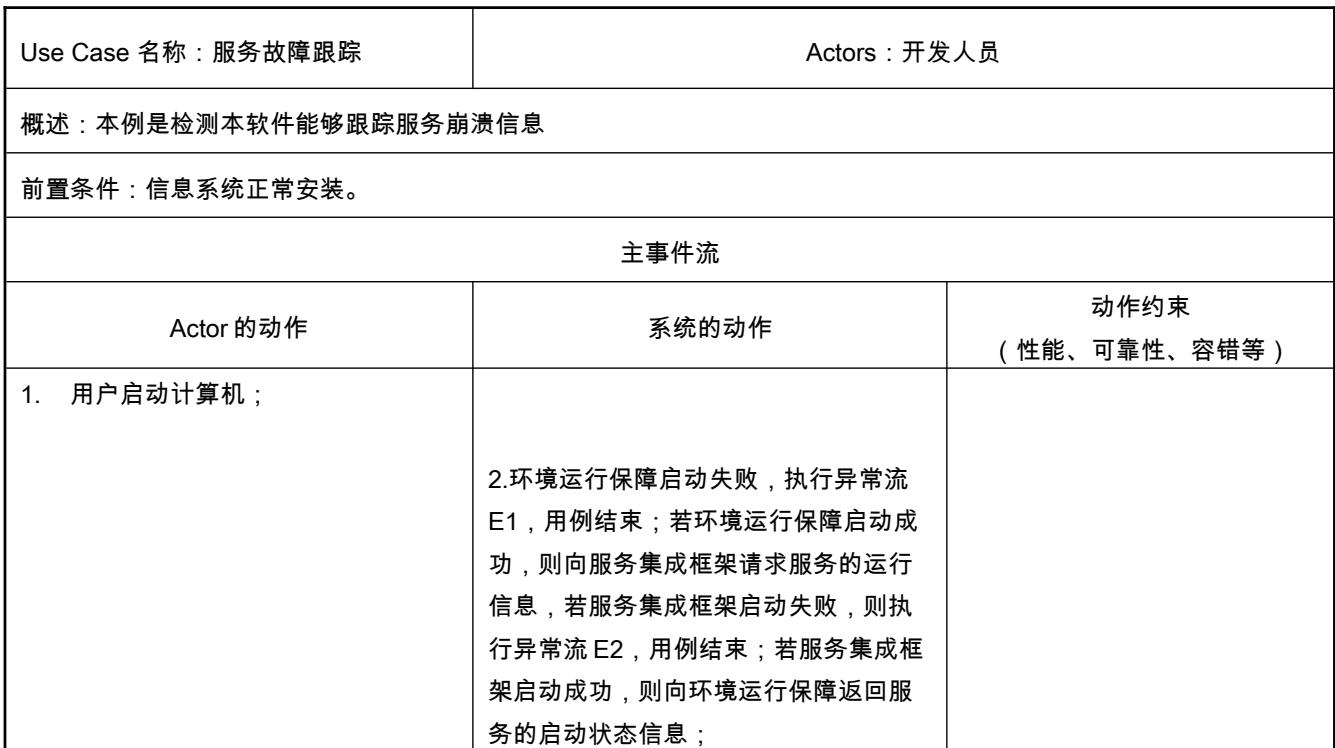 Use Case 名称：服务故障跟踪
Actors：开发人员
概述：本例是检测本软件能够跟踪服务崩溃信息
前置条件：信息系统正常安装。
主事件流
Actor 的动作
系统的动作
动作约束
（性能、可靠性、容错等）
1. 用户启动计算机；
2.环境运行保障启动失败，执行异常流
E1，用例结束；若环境运行保障启动成
功，则向服务集成框架请求服务的运行
信息，若服务集成框架启动失败，则执
行异常流 E2，用例结束；若服务集成框
架启动成功，则向环境运行保障返回服
务的启动状态信息；